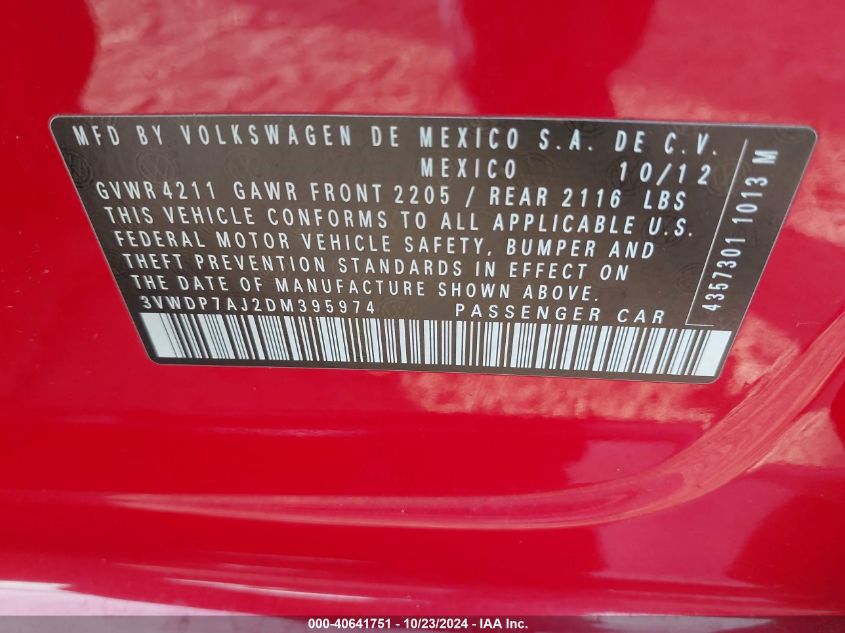 MFD BY VOLKSWAGEN DE MEXICO S.A. DE C.V.
MEXICO 10/12
GVWR 4211 GAWR FRONT 2205 / REAR 2116 LBS
THIS VEHICLE CONFORMS TO ALL APPLICABLE U.S.
FEDERAL MOTOR VEHICLE SAFETY, BUMPER AND
THEFT PREVENTION STANDARDS IN EFFECT ON
THE DATE OF MANUFACTURE SHOWN ABOVE.
3VWDP7AJ2DM395974 PASSENGER CAR
4357301 1013 M
000-40641751 - 10/23/2024 - IAA Inc.